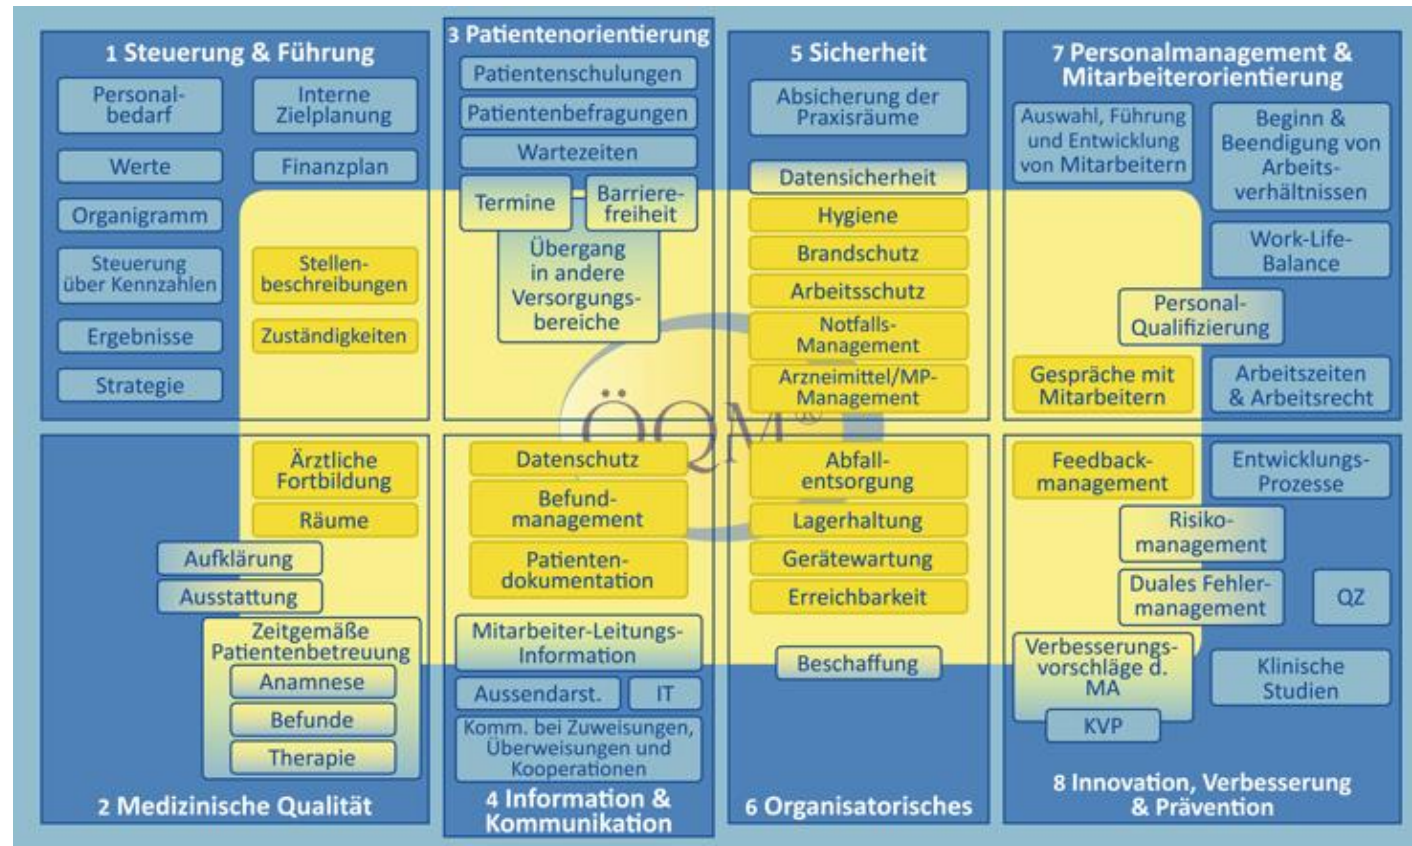 1 Steuerung & Führung
Personal-
bedarf
Interne
Zielplanung
Werte
Finanzplan
Organigramm
Steuerung
über Kennzahlen
Stellen-
beschreibungen
Ergebnisse
Zuständigkeiten
Strategie
3 Patientenorientierung
Patientenschulungen
Patientenbefragungen
Wartezeiten
Termine
Barriere-
freiheit
Übergang
in andere
Versorgungs-
bereiche
5 Sicherheit
Absicherung der
Praxisräume
Datensicherheit
Hygiene
Brandschutz
Arbeitsschutz
Notfalls-
Management
Arzneimittel/MP-
Management
7 Personalmanagement &
Mitarbeiterorientierung
Auswahl, Führung
und Entwicklung
von Mitarbeitern
Beginn &
Beendigung von
Arbeits-
verhältnissen
Work-Life-
Balance
Personal-
Qualifizierung
Gespräche mit
Mitarbeitern
Arbeitszeiten
& Arbeitsrecht
ÖQM®
Ärztliche
Fortbildung
Räume
Aufklärung
Ausstattung
Zeitgemäße
Patientenbetreuung
Anamnese
Befunde
Therapie
2 Medizinische Qualität
Datenschutz
Befund-
management
Patienten-
dokumentation
Mitarbeiter-Leitungs-
Information
Aussendarst.
IT
Komm. bei Zuweisungen,
Überweisungen und
Kooperationen
4 Information &
Kommunikation
Abfall-
entsorgung
Lagerhaltung
Gerätewartung
Erreichbarkeit
Beschaffung
6 Organisatorisches
Feedback-
management
Entwicklungs-
Prozesse
Risiko-
management
Duales Fehler-
management
QZ
Verbesserungs-
vorschläge d.
MA
KVP
Klinische
Studien
8 Innovation, Verbesserung
& Prävention